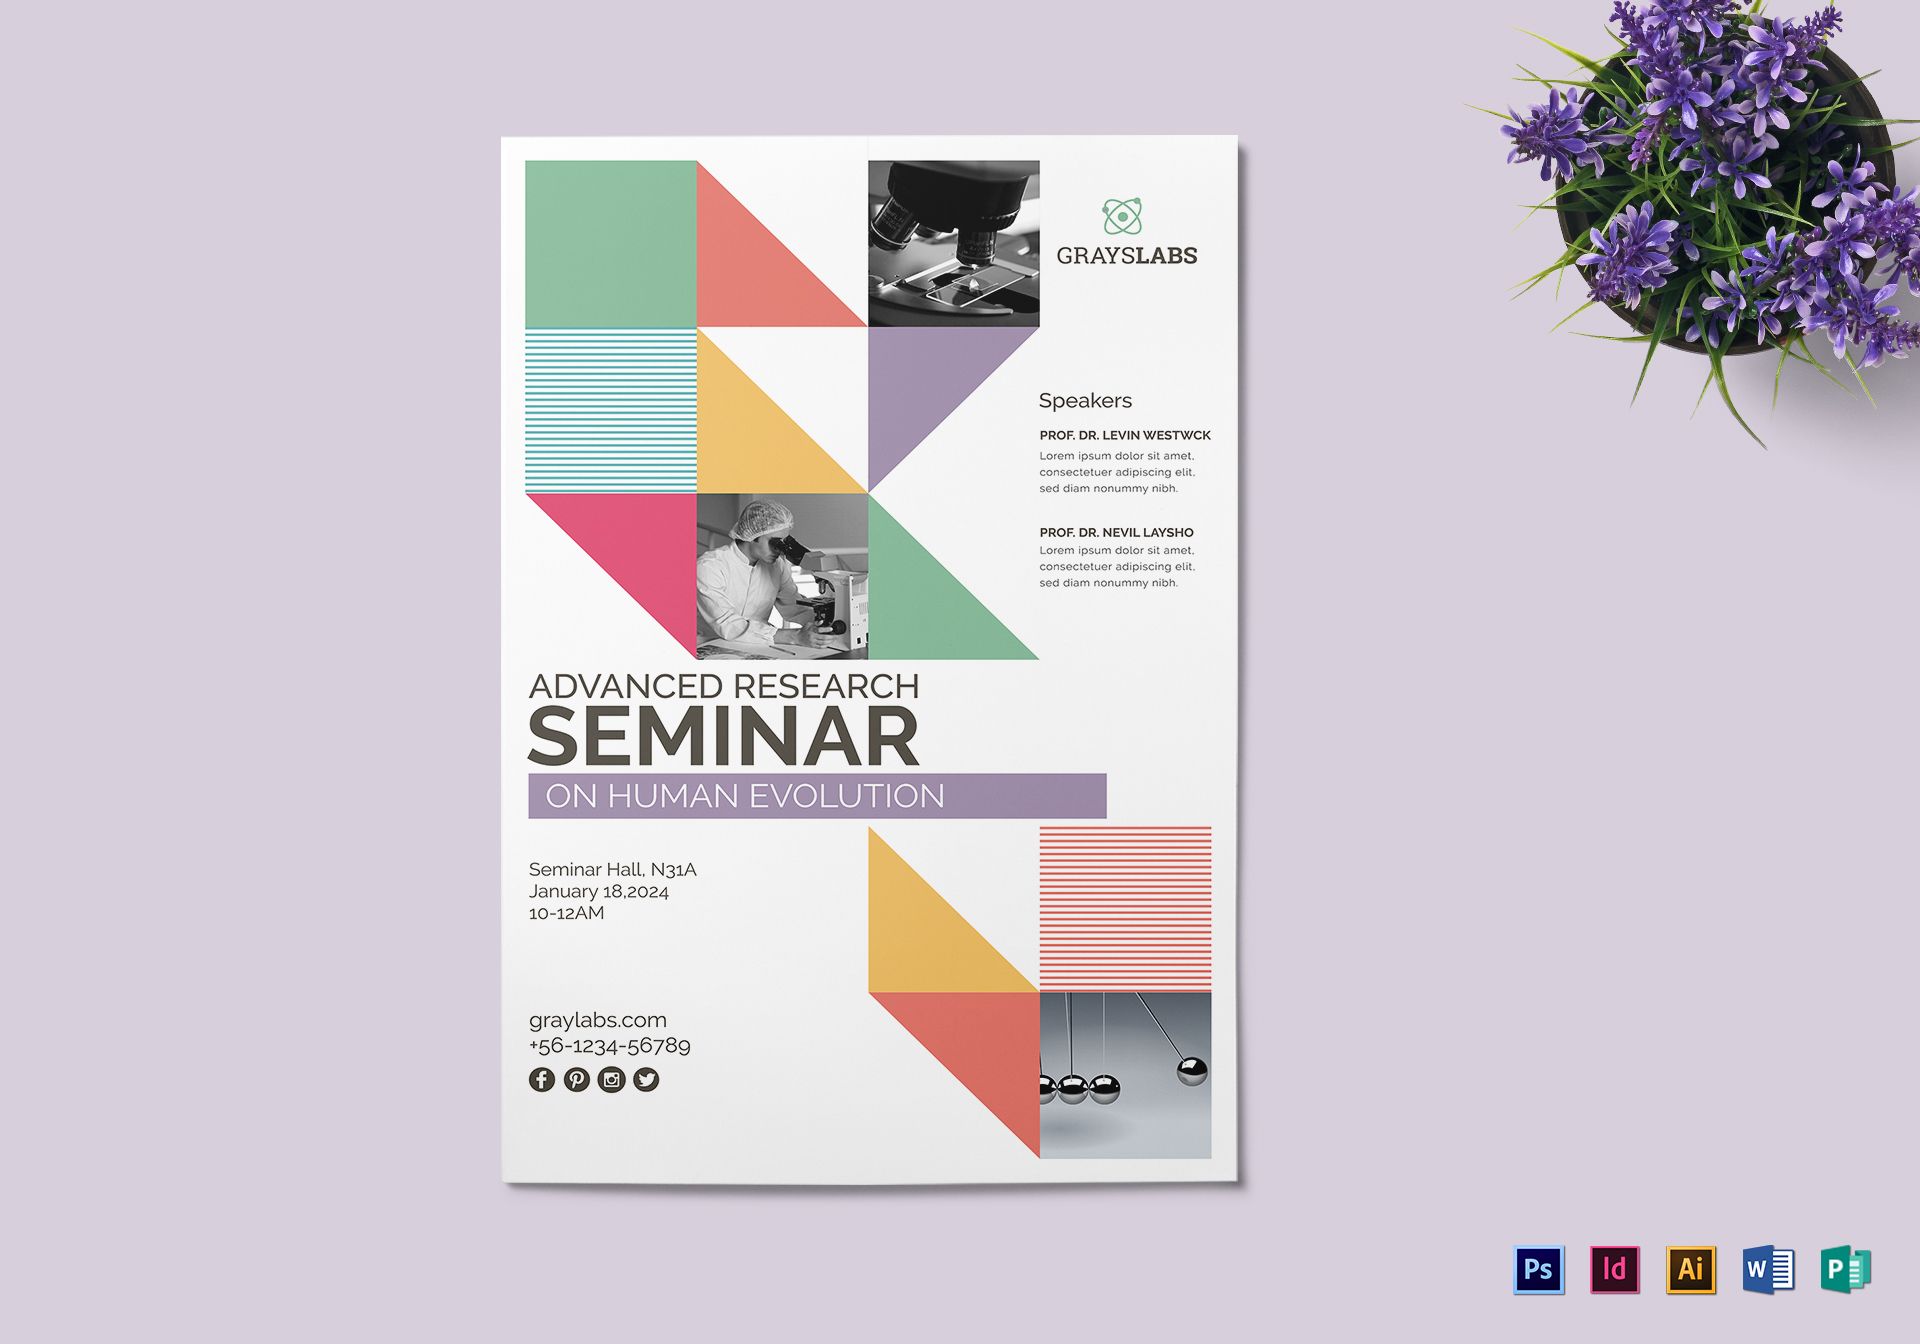 GRAYSLABS
Speakers
PROF. DR. LEVIN WESTWCK
Lorem ipsum dolor sit amet,
consectetuer adipiscing elit,
sed diam nonummy nibh.
PROF. DR. NEVIL LAYSHO
Lorem ipsum dolor sit amet,
consectetuer adipiscing elit,
sed diam nonummy nibh.
ADVANCED RESEARCH
SEMINAR
ON HUMAN EVOLUTION
Seminar Hall, N31A
January 18,2024
10-12AM
graylabs.com
+56-1234-56789
Ps Id Ai W P